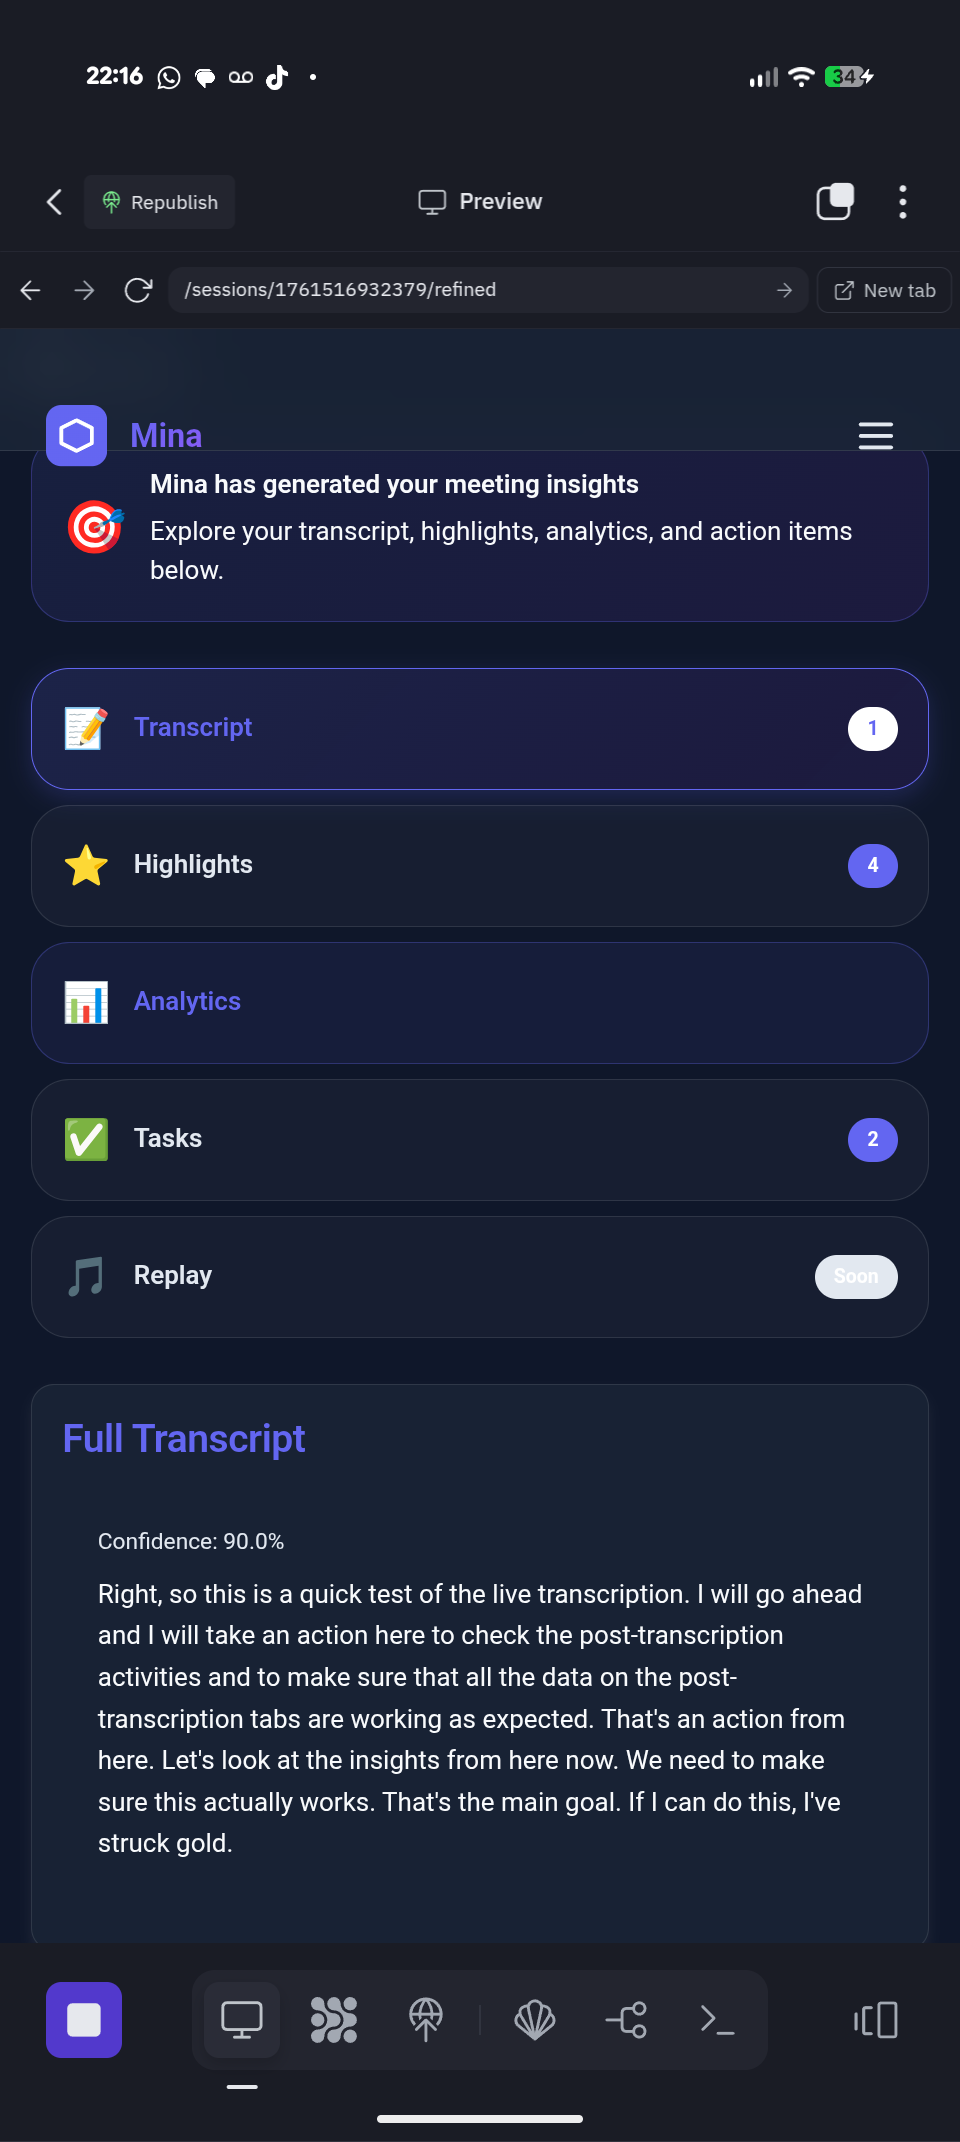 22:16
34
Republish
Preview
/sessions/1761516932379/refined
New tab
Mina
Mina has generated your meeting insights
Explore your transcript, highlights, analytics, and action items
below.
Transcript
1
Highlights
4
Analytics
Tasks
2
Replay
Soon
Full Transcript
Confidence: 90.0%
Right, so this is a quick test of the live transcription. I will go ahead
and I will take an action here to check the post-transcription
activities and to make sure that all the data on the post-
transcription tabs are working as expected. That's an action from
here. Let's look at the insights from here now. We need to make
sure this actually works. That's the main goal. If I can do this, I've
struck gold.